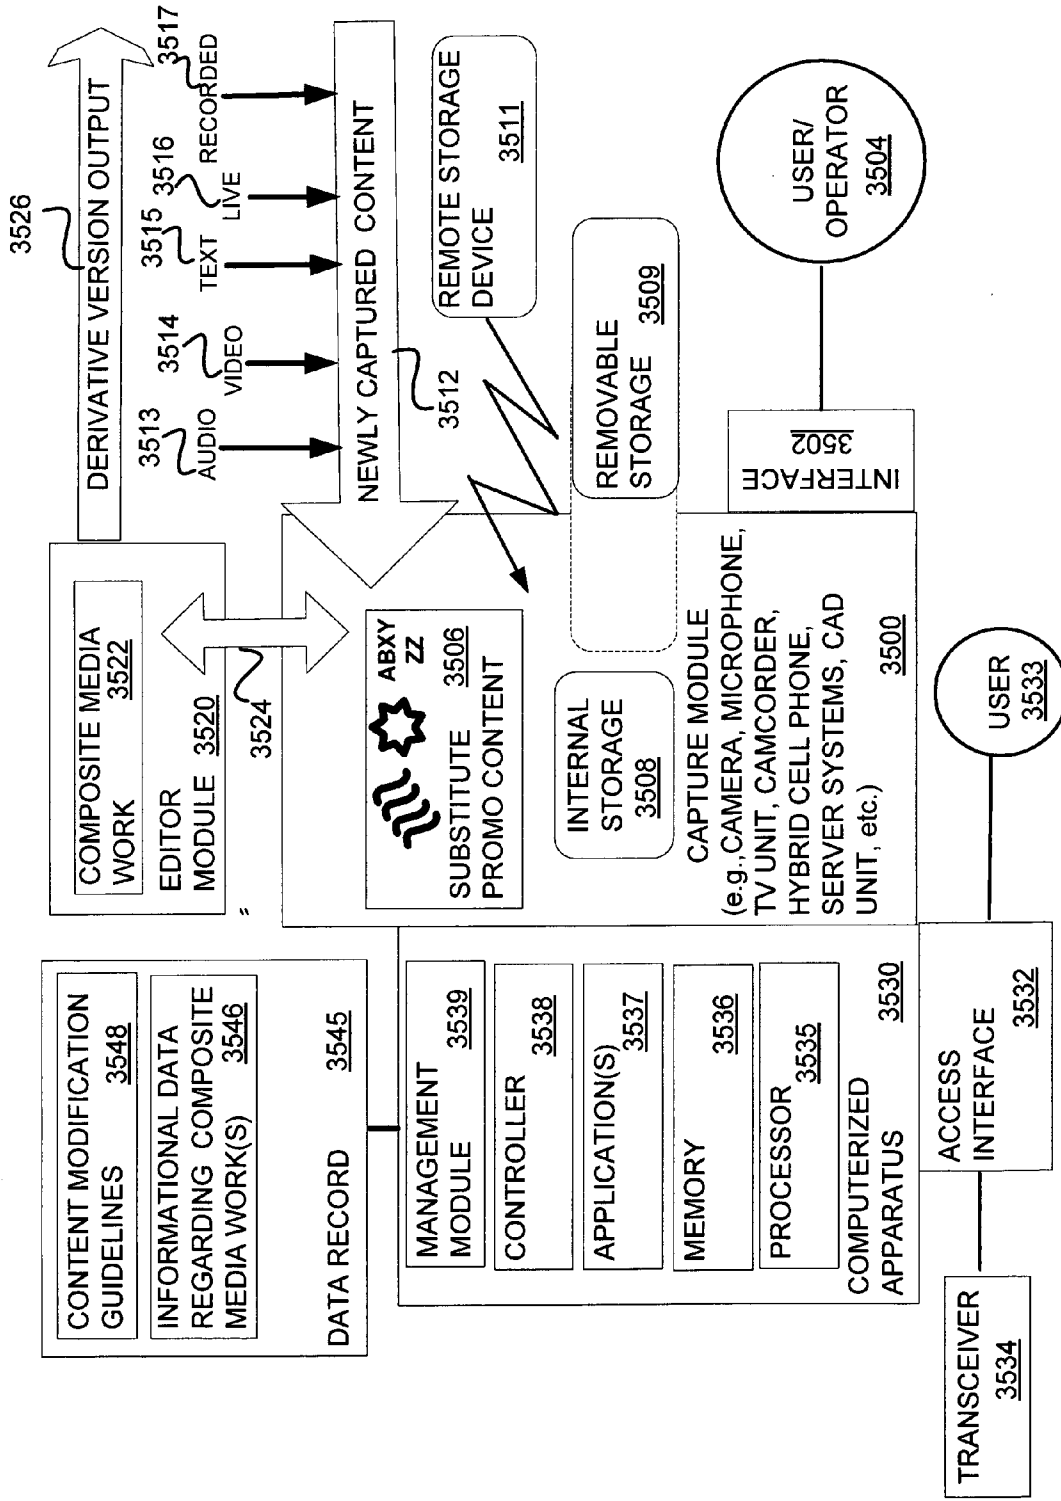 CONTENT MODIFICATION
GUIDELINES
3548
INFORMATIONAL DATA
REGARDING COMPOSITE
MEDIA WORK(S)
3546
DATA RECORD
3545
COMPOSITE MEDIA
WORK
3522
EDITOR
MODULE
3520
3524
DERIVATIVE VERSION OUTPUT
3526
3513
AUDIO
3514
VIDEO
3515
TEXT
3516
LIVE
3517
RECORDED
NEWLY CAPTURED CONTENT
3512
ABXY
ZZ
SUBSTITUTE
3506
PROMO CONTENT
REMOTE STORAGE
DEVICE
3511
INTERNAL
STORAGE
3508
REMOVABLE
STORAGE
3509
CAPTURE MODULE
(e.g.,CAMERA, MICROPHONE,
TV UNIT, CAMCORDER,
HYBRID CELL PHONE,
SERVER SYSTEMS, CAD
UNIT, etc.)
3500
INTERFACE
3502
USER/
OPERATOR
3504
MANAGEMENT
MODULE
3539
CONTROLLER
3538
APPLICATION(S)
3537
MEMORY
3536
PROCESSOR
3535
COMPUTERIZED
APPARATUS
3530
ACCESS
INTERFACE
3532
USER
3533
TRANSCEIVER
3534